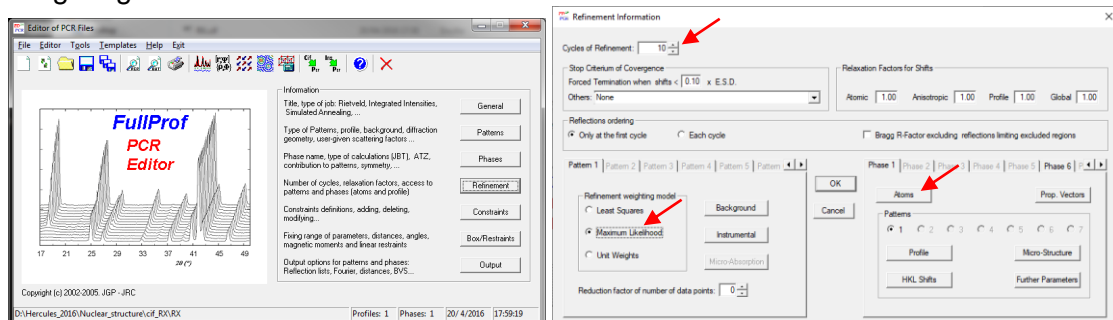 Editor of PCR Files
File Editor Tools Templates Help Exit
FullProf
PCR
Editor
17 21 25 29 33 37 41 45 49
2θ (°)
Information
Title, type of job: Rietveld, Integrated Intensities,
Simulated Annealing, ...
General
Type of Patterns, profile, background, diffraction
geometry, user-given scattering factors ...
Patterns
Phase name, type of calculations (JBT), ATZ,
contribution to patterns, symmetry, ...
Phases
Number of cycles, relaxation factors, access to
patterns and phases (atoms and profile)
Refinement
Constraints definitions, adding, deleting,
modifying...
Constraints
Fixing range of parameters, distances, angles,
magnetic moments and linear restraints
Box/Restraints
Output options for patterns and phases:
Reflection lists, Fourier, distances, BVS...
Output
Copyright (c) 2002-2005. JGP - JRC
D:\Hercules_2016\Nuclear_structure\cif_RX\RX Profiles: 1 Phases: 1 20/ 4/2016 17:59:19
Refinement Information
Cycles of Refinement: 10
Stop Criterium of Covergence
Forced Termination when shifts < 0.10 x E.S.D.
Others: None
Relaxation Factors for Shifts
Atomic 1.00 Anisotropic 1.00 Profile 1.00 Global 1.00
Reflections ordering
Only at the first cycle Each cycle
Bragg R-Factor excluding reflections limiting excluded regions
Pattern 1 Pattern 2 Pattern 3 Pattern 4 Pattern 5 Pattern
Refinement weighting model
Least Squares
Maximum Likelihood
Unit Weights
Background
Instrumental
Micro-Absorption
Reduction factor of number of data points: 0
OK
Cancel
Phase 1 Phase 2 Phase 3 Phase 4 Phase 5 Phase 6 P
Atoms Prop. Vectors
Patterns
1 2 3 4 5 6 7
Profile Micro-Structure
HKL Shifts Further Parameters